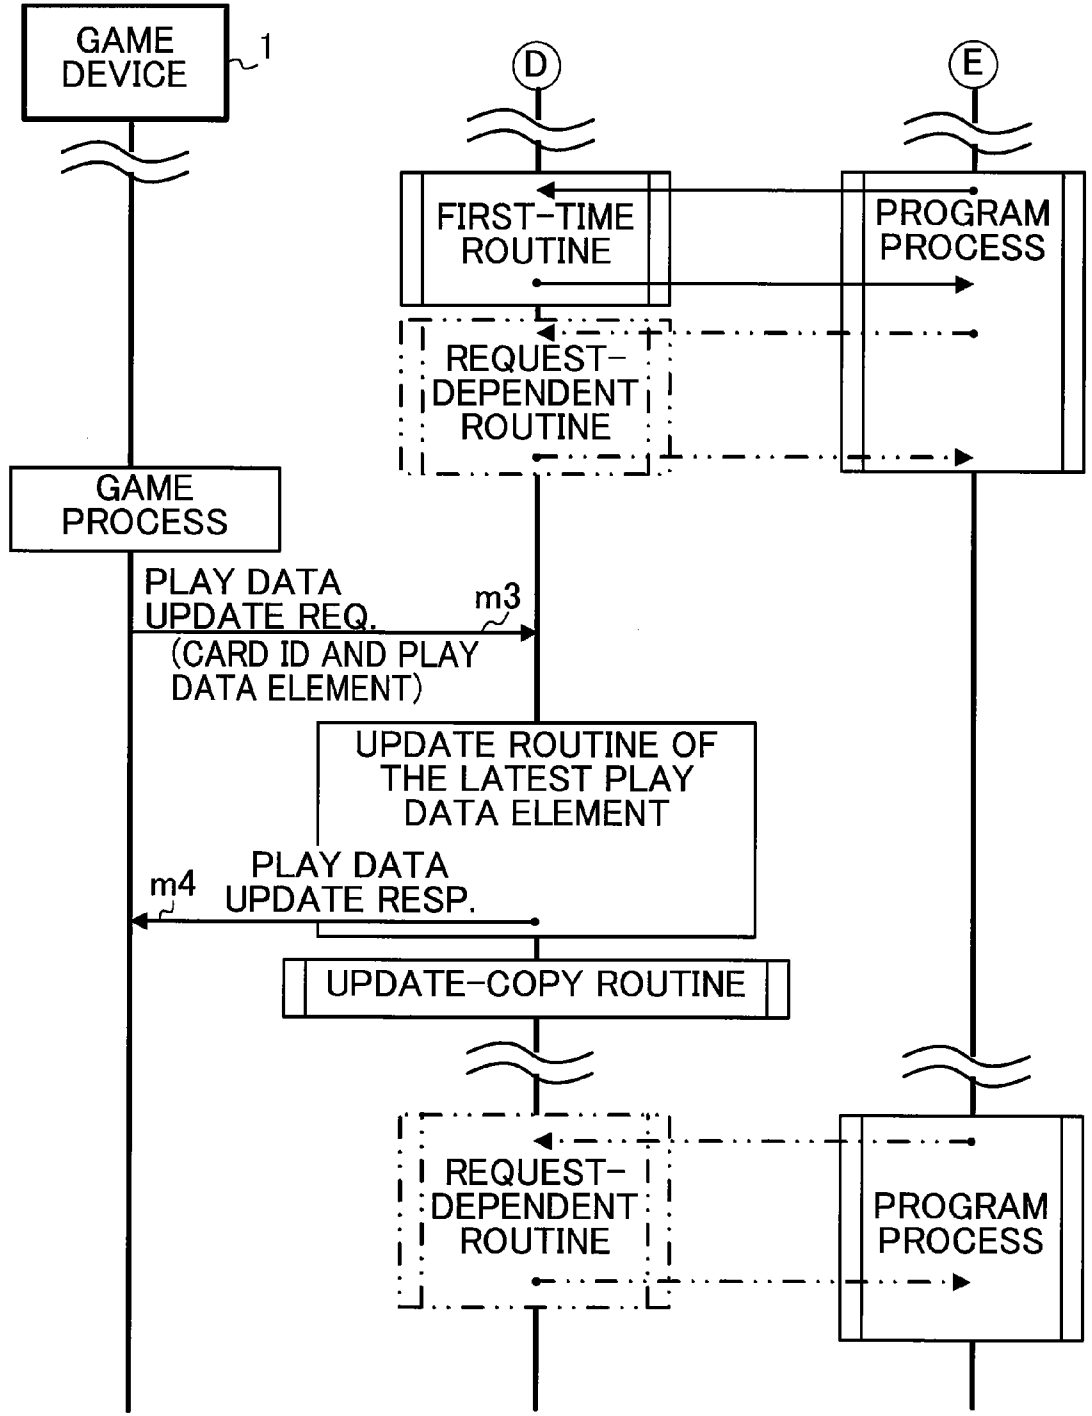 GAME
DEVICE
1
D
E
FIRST-TIME
ROUTINE
PROGRAM
PROCESS
REQUEST-
DEPENDENT
ROUTINE
GAME
PROCESS
PLAY DATA
UPDATE REQ.
m3
(CARD ID AND PLAY
DATA ELEMENT)
UPDATE ROUTINE OF
THE LATEST PLAY
DATA ELEMENT
PLAY DATA
UPDATE RESP.
m4
UPDATE-COPY ROUTINE
REQUEST-
DEPENDENT
ROUTINE
PROGRAM
PROCESS